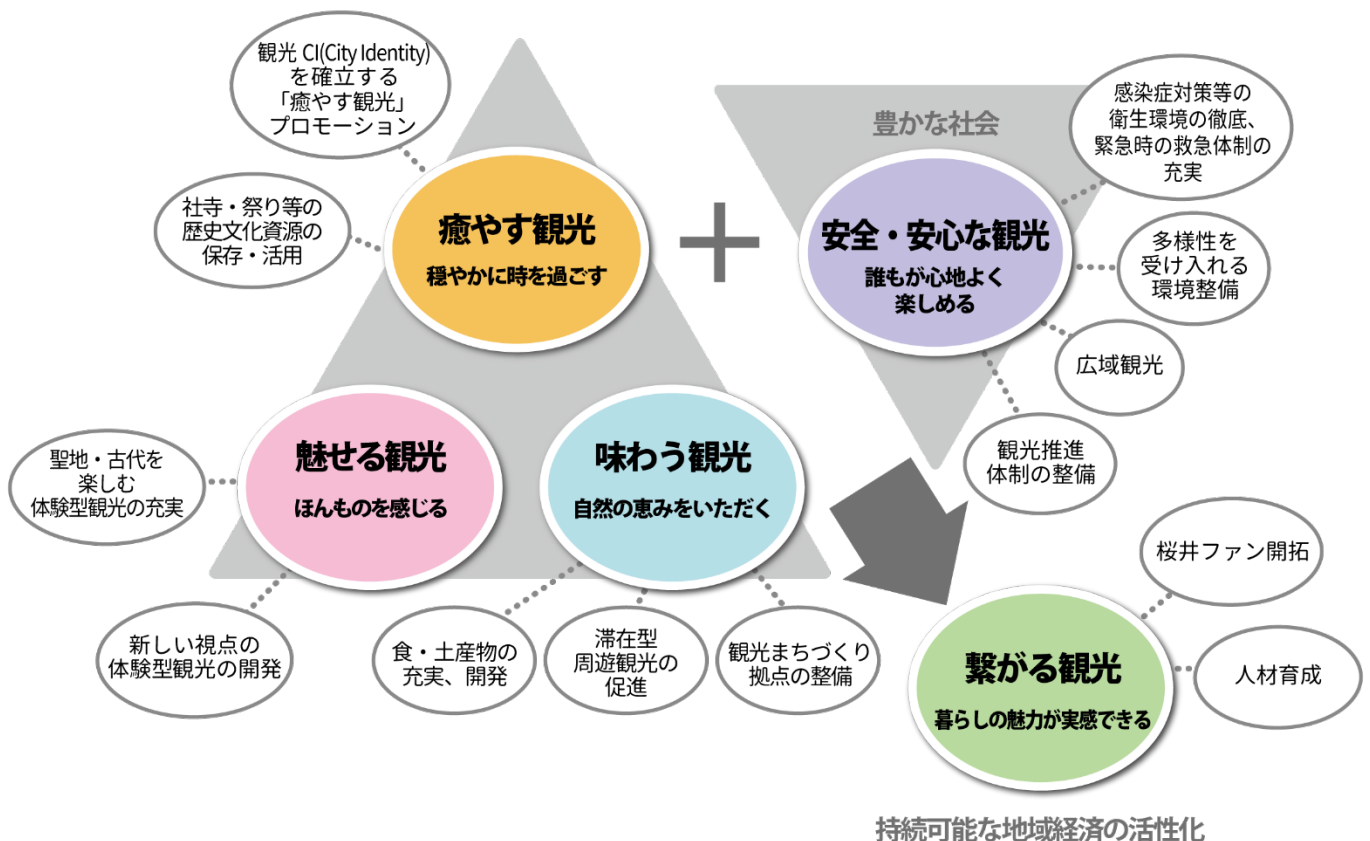 観光 CI(City Identity)
を確立する
「癒やす観光」
プロモーション
社寺・祭り等の
歴史文化資源の
保存・活用
癒やす観光
穏やかに時を過ごす
豊かな社会
安全・安心な観光
誰もが心地よく
楽しめる
感染症対策等の
衛生環境の徹底、
緊急時の救急体制の
充実
多様性を
受け入れる
環境整備
広域観光
観光推進
体制の整備
魅せる観光
ほんものを感じる
聖地・古代を
楽しむ
体験型観光の充実
新しい視点の
体験型観光の開発
味わう観光
自然の恵みをいただく
食・土産物の
充実、開発
滞在型
周遊観光の
促進
観光まちづくり
拠点の整備
繋がる観光
暮らしの魅力が実感できる
桜井ファン開拓
人材育成
持続可能な地域経済の活性化